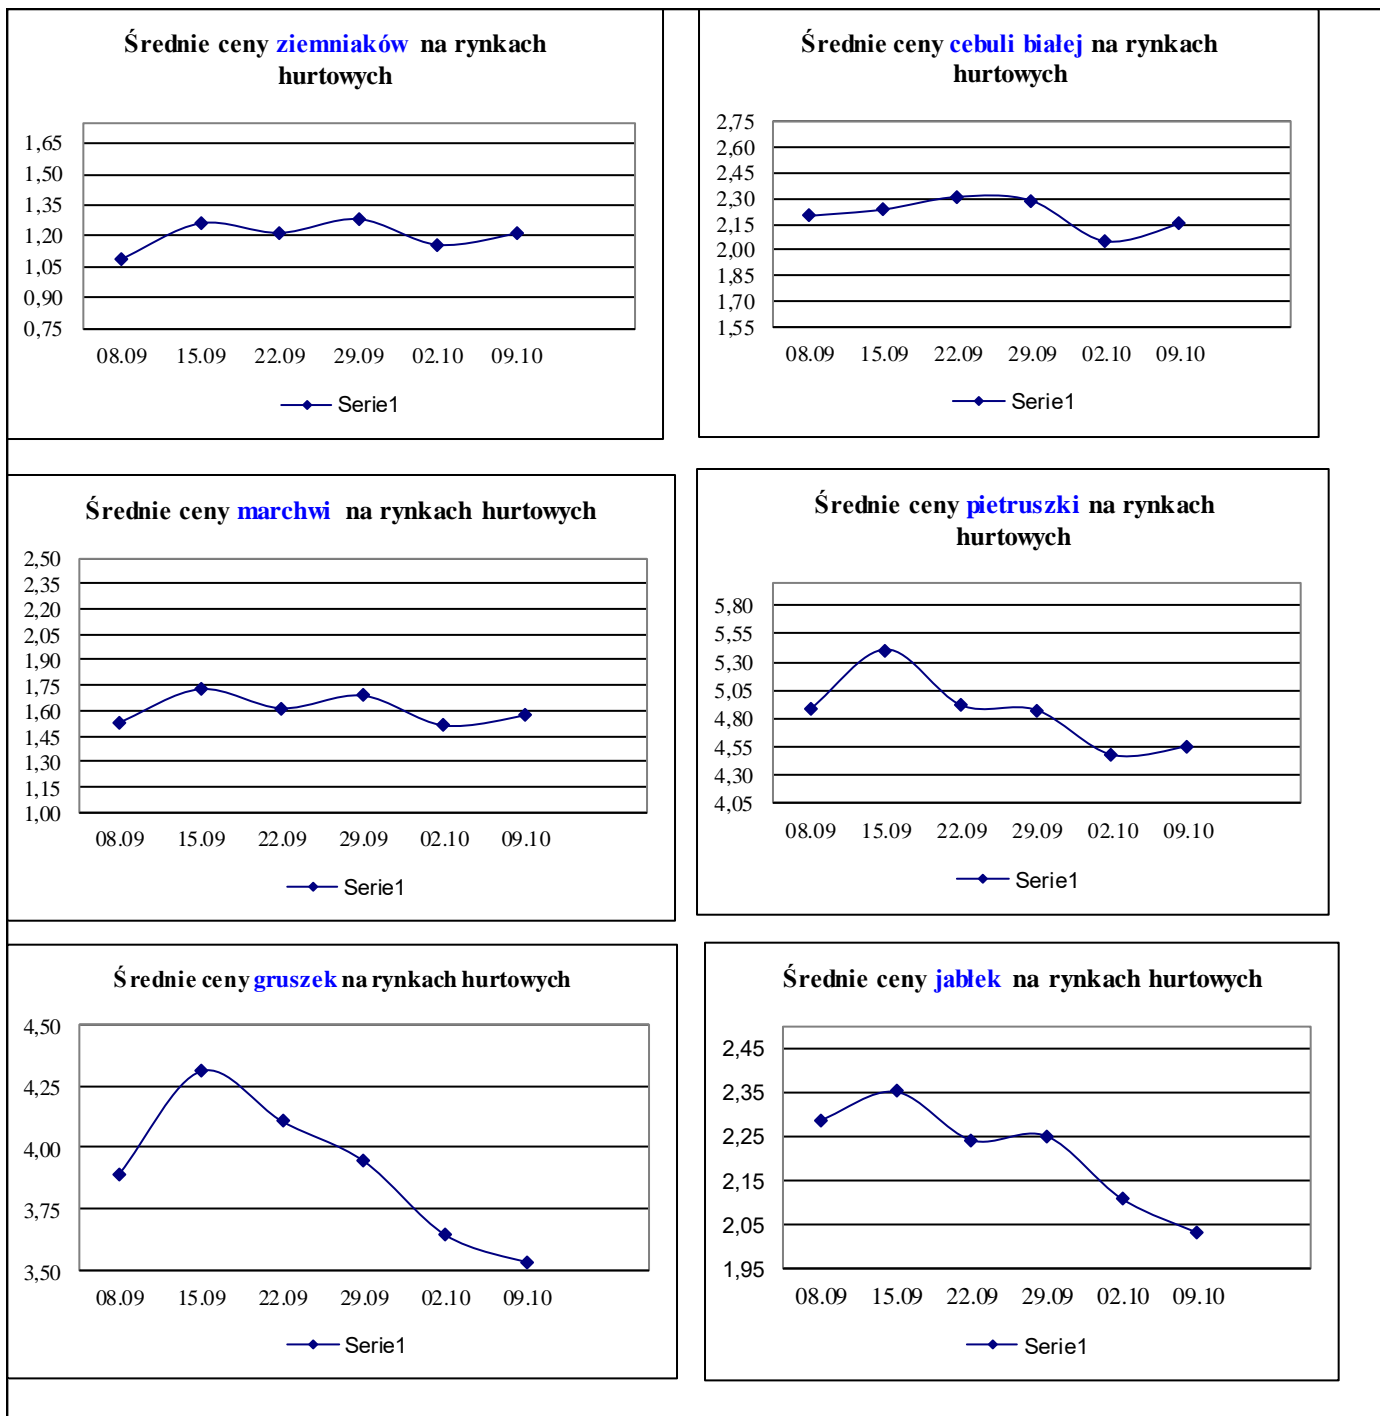 Średnie ceny ziemniaków na rynkach
hurtowych
1,65
1,50
1,35
1,20
1,05
0,90
0,75
08.09 15.09 22.09 29.09 02.10 09.10
Serie1
Średnie ceny cebuli białej na rynkach
hurtowych
2,75
2,60
2,45
2,30
2,15
2,00
1,85
1,70
1,55
08.09 15.09 22.09 29.09 02.10 09.10
Serie1
Średnie ceny marchwi na rynkach hurtowych
2,50
2,35
2,20
2,05
1,90
1,75
1,60
1,45
1,30
1,15
1,00
08.09 15.09 22.09 29.09 02.10 09.10
Serie1
Średnie ceny pietruszki na rynkach
hurtowych
5,80
5,55
5,30
5,05
4,80
4,55
4,30
4,05
08.09 15.09 22.09 29.09 02.10 09.10
Serie1
Średnie ceny gruszek na rynkach hurtowych
4,50
4,25
4,00
3,75
3,50
08.09 15.09 22.09 29.09 02.10 09.10
Serie1
Średnie ceny jabłek na rynkach hurtowych
2,45
2,35
2,25
2,15
2,05
1,95
08.09 15.09 22.09 29.09 02.10 09.10
Serie1